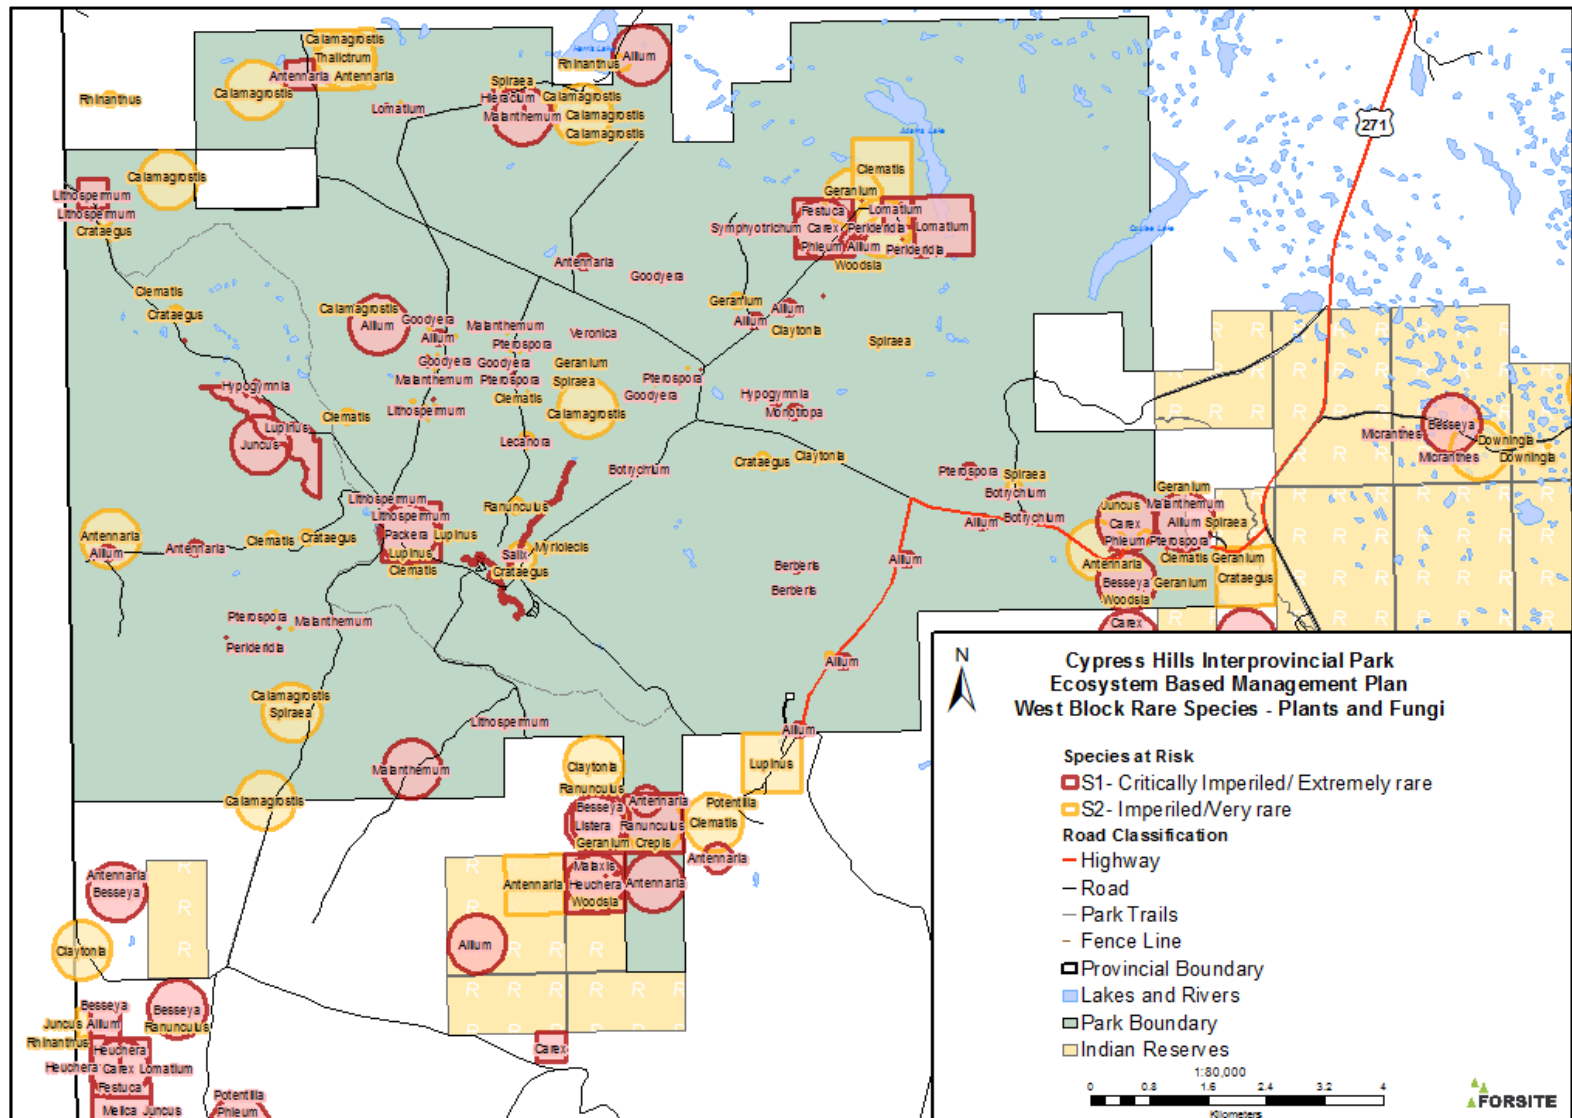 Calamagrostis
Thalictrum
Antennaria
Antennaria
Calamagrostis
Rhinanthus
Lomatium
Harris Lake
Rhinanthus
Allium
Spiraea
Hieracium
Calamagrostis
Maianthemum
Calamagrostis
Calamagrostis
271
Adams Lake
Calamagrostis
Clematis
Geranium
Lithospermum
Lithospermum
Crataegus
Festuca
Lomatium
Symphyotrichum
Carex
Perideridia
Lomatium
Phleum
Allium
Perideridia
Woodsia
Coulee Lake
Antennaria
Goodyera
Clematis
Crataegus
Calamagrostis
Allium
Goodyera
Allium
Maianthemum
Pterospora
Veronica
Geranium
Allium
Allium
Claytonia
Spiraea
Goodyera
Goodyera
Geranium
Maianthemum
Pterospora
Spiraea
Pterospora
Hypogymnia
Clematis
Goodyera
Hypogymnia
Clematis
Lithospermum
Calamagrostis
Monotropa
Lupinus
Juncus
Lecanora
Besseya
Micranthes
Downingia
Micranthes
Downingia
Botrychium
Crataegus
Claytonia
Pterospora
Spiraea
Botrychium
Geranium
Lithospermum
Ranunculus
Lithospermum
Packera
Lupinus
Lupinus
Clematis
Allium
Botrychium
Juncus
Carex
Phleum
Maianthemum
Allium
Spiraea
Pterospora
Antennaria
Allium
Antennaria
Clematis
Crataegus
Salix
Myriolecis
Crataegus
Berberis
Berberis
Allium
Clematis
Geranium
Antennaria
Besseya
Geranium
Crataegus
Woodsia
Carex
Pterospora
Maianthemum
Perideridia
Allium
Calamagrostis
Spiraea
Lithospermum
Allium
Maianthemum
Claytonia
Lupinus
Calamagrostis
Ranunculus
Besseya
Antennaria
Potentilla
Listera
Ranunculus
Clematis
Geranium
Crepis
Antennaria
Antennaria
Besseya
Antennaria
Malaxis
Heuchera
Woodsia
Antennaria
Allium
Claytonia
Besseya
Besseya
Juncus
Allium
Ranunculus
Rhinanthus
Heuchera
Heuchera
Carex
Lomatium
Festuca
Melica
Juncus
Carex
Potentilla
Phleum
R R R R R R R R R R R R R R R R R R R R R R R R R
N
Cypress Hills Interprovincial Park
Ecosystem Based Management Plan
West Block Rare Species - Plants and Fungi
Species at Risk
S1- Critically Imperiled/ Extremely rare
S2- Imperiled/Very rare
Road Classification
Highway
Road
Park Trails
Fence Line
Provincial Boundary
Lakes and Rivers
Park Boundary
Indian Reserves
1:80,000
0 0.8 1.6 2.4 3.2 4
Kilometers
FORSITE